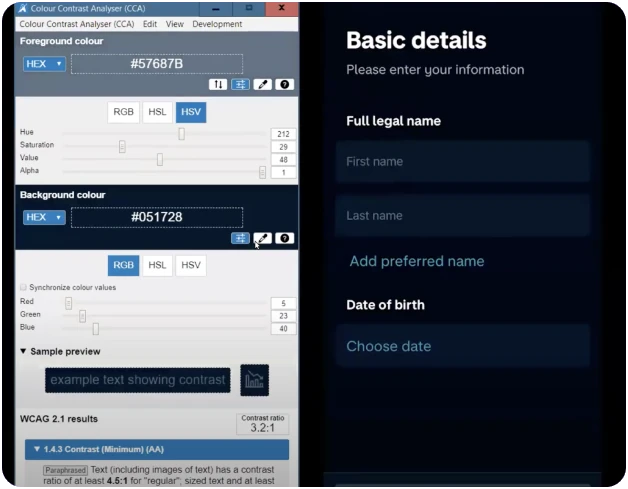 Colour Contrast Analyser (CCA)
Colour Contrast Analyser (CCA) Edit View Development
Foreground colour
HEX #57687B
RGB HSL HSV
Hue 212
Saturation 29
Value 48
Alpha 1
Background colour
HEX #051728
RGB HSL HSV
Synchronize colour values
Red 5
Green 23
Blue 40
Sample preview
example text showing contrast
WCAG 2.1 results
Contrast ratio
3.2:1
1.4.3 Contrast (Minimum) (AA)
Paraphrased Text (including images of text) has a contrast
ratio of at least 4.5:1 for "regular"; sized text and at least
Basic details
Please enter your information
Full legal name
First name
Last name
Add preferred name
Date of birth
Choose date